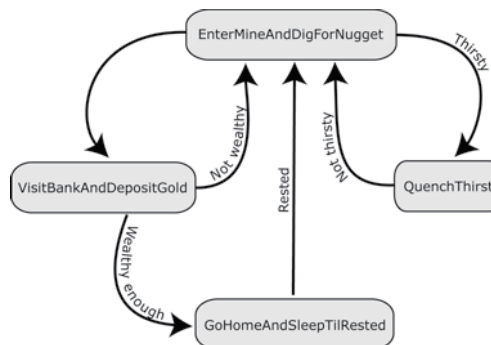 EnterMineAndDigForNugget
Thirsty
Not wealthy
Not thirsty
VisitBankAndDepositGold
QuenchThirst
Rested
Wealthy enough
GoHomeAndSleepTilRested